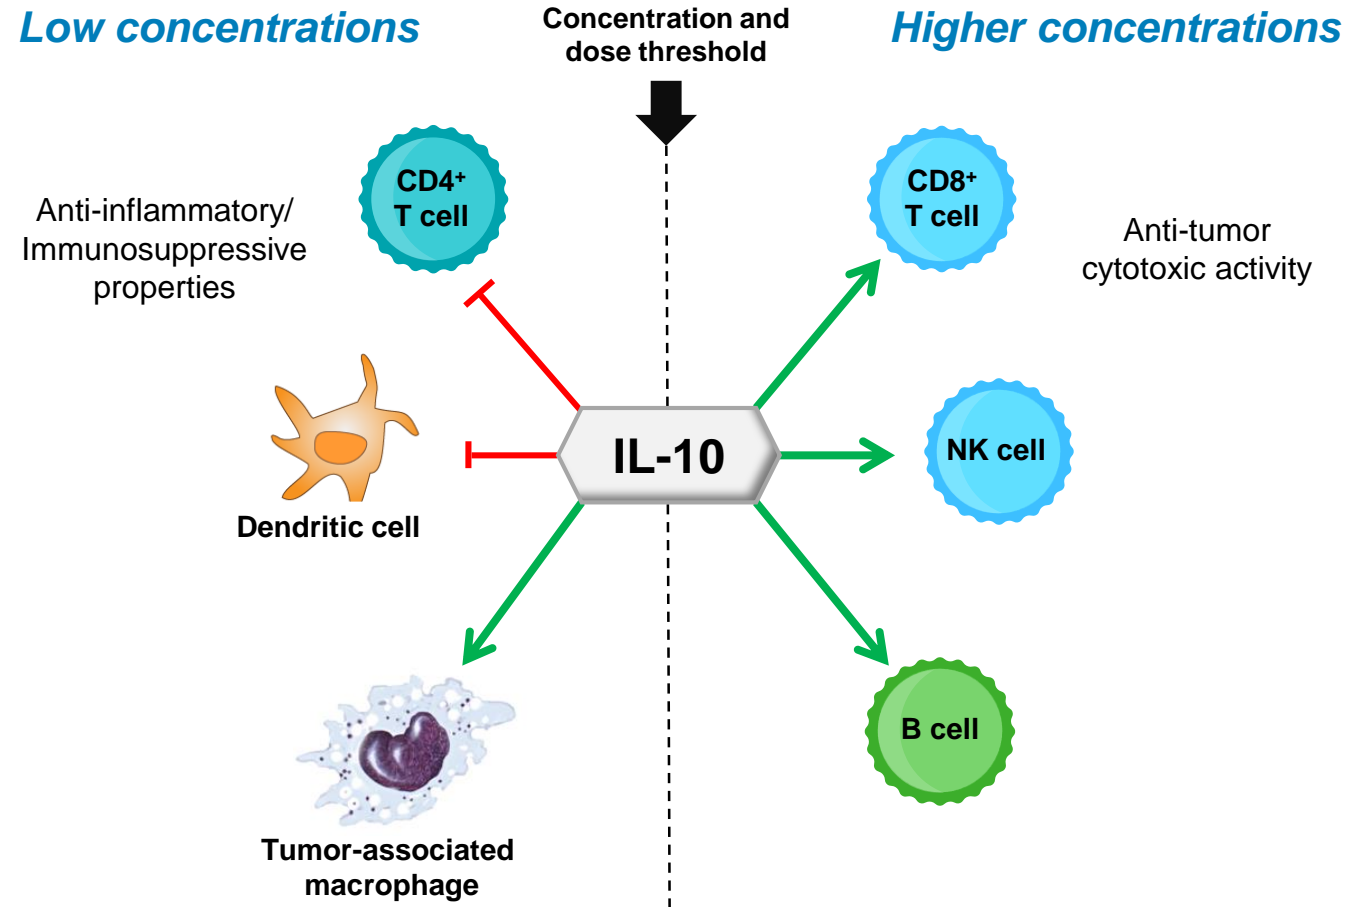 Low concentrations
Concentration and
dose threshold
Higher concentrations
Anti-inflammatory/
Immunosuppressive
properties
CD4⁺
T cell
CD8⁺
T cell
Anti-tumor
cytotoxic activity
Dendritic cell
IL-10
NK cell
B cell
Tumor-associated
macrophage